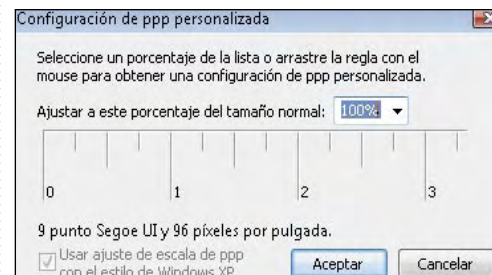 Configuración de ppp personalizada
Seleccione un porcentaje de la lista o arrastre la regla con el
mouse para obtener una configuración de ppp personalizada.
Ajustar a este porcentaje del tamaño normal: 100%
0 1 2 3
9 punto Segoe UI y 96 píxeles por pulgada.
Usar ajuste de escala de ppp
con el estilo de Windows XP
Aceptar Cancelar